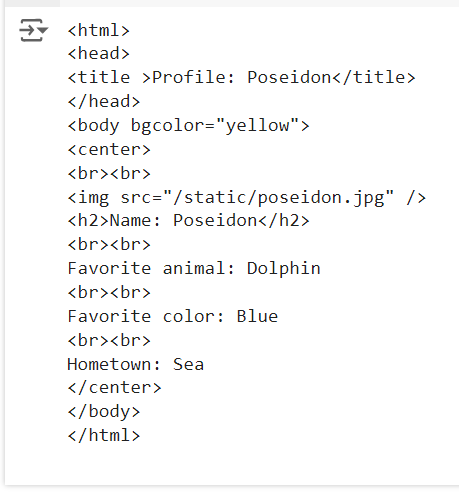 <html>
<head>
<title >Profile: Poseidon</title>
</head>
<body bgcolor="yellow">
<center>
<br><br>
<img src="/static/poseidon.jpg" />
<h2>Name: Poseidon</h2>
<br><br>
Favorite animal: Dolphin
<br><br>
Favorite color: Blue
<br><br>
Hometown: Sea
</center>
</body>
</html>